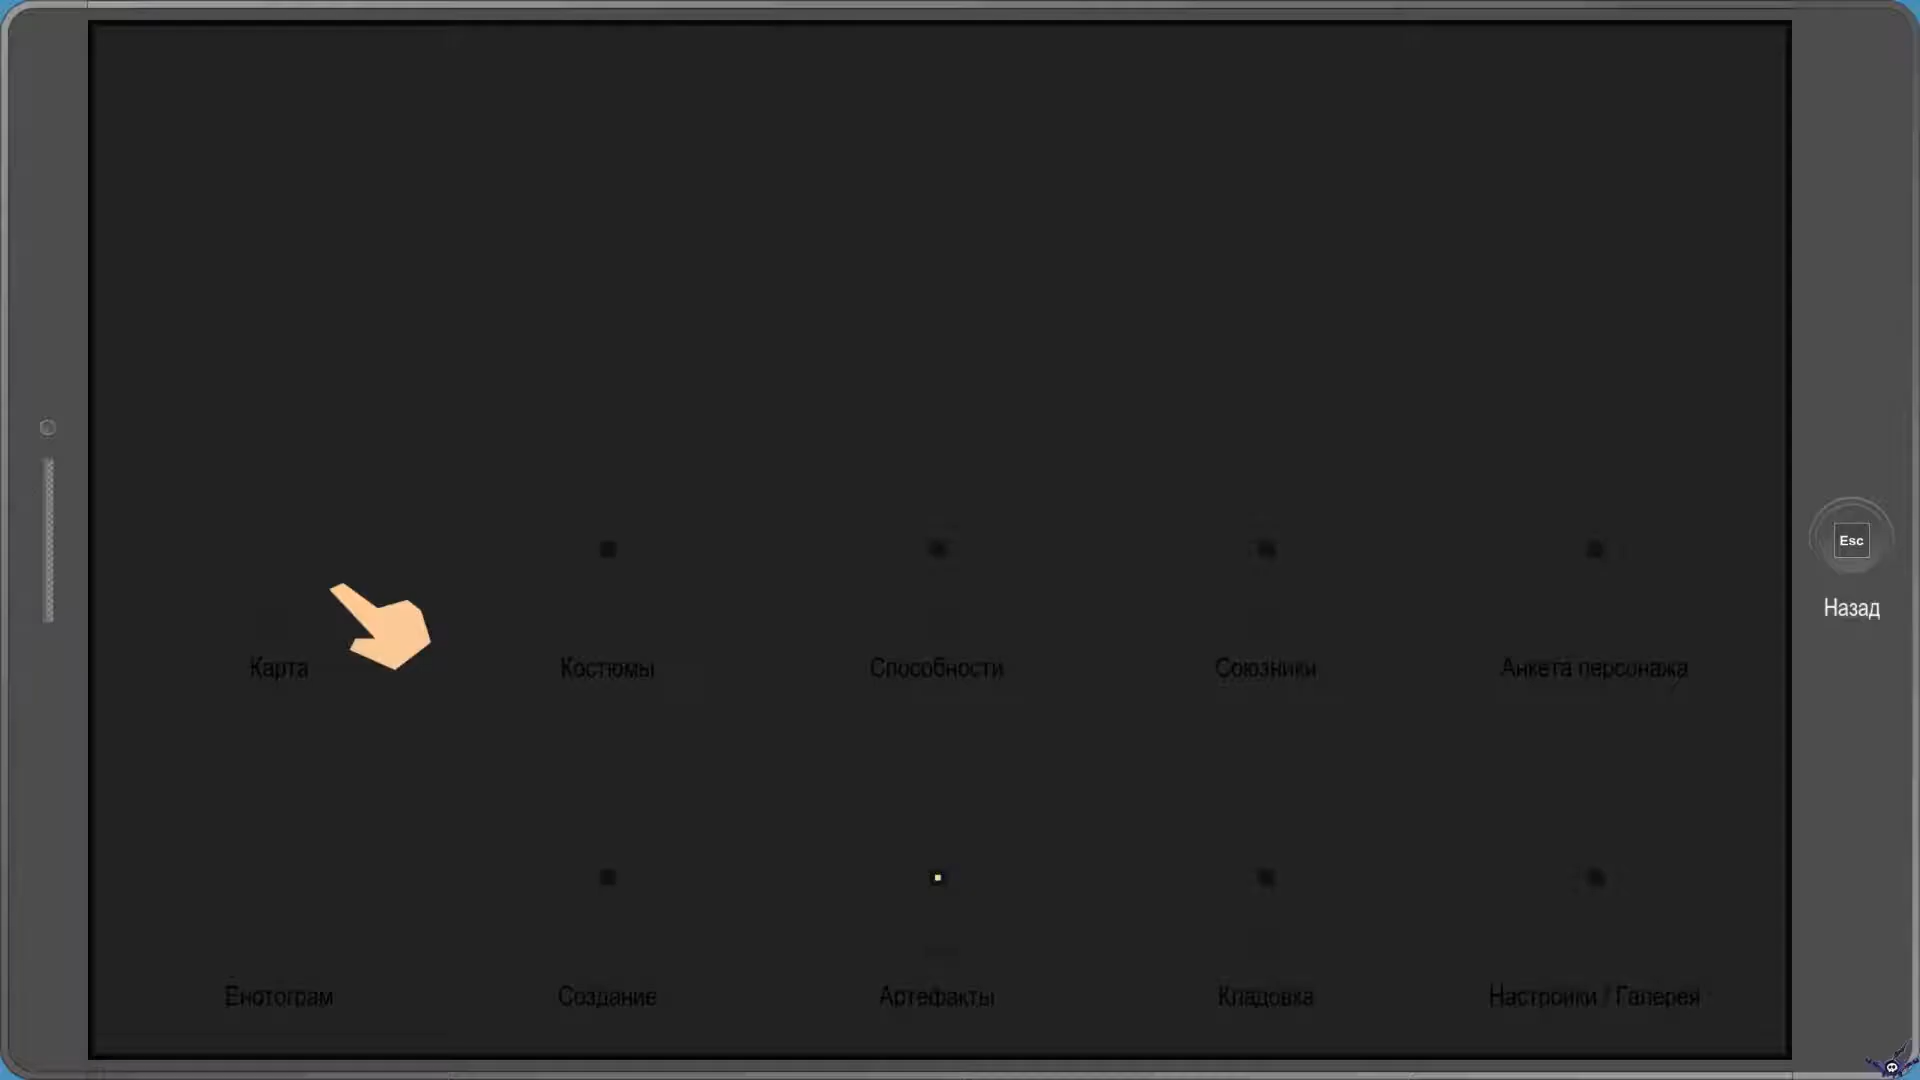 Esc
Назад
Карта
Костюмы
Способности
Союзники
Анкета персонажа
Енотограм
Создание
Артефакты
Кладовка
Настройки / Галерея